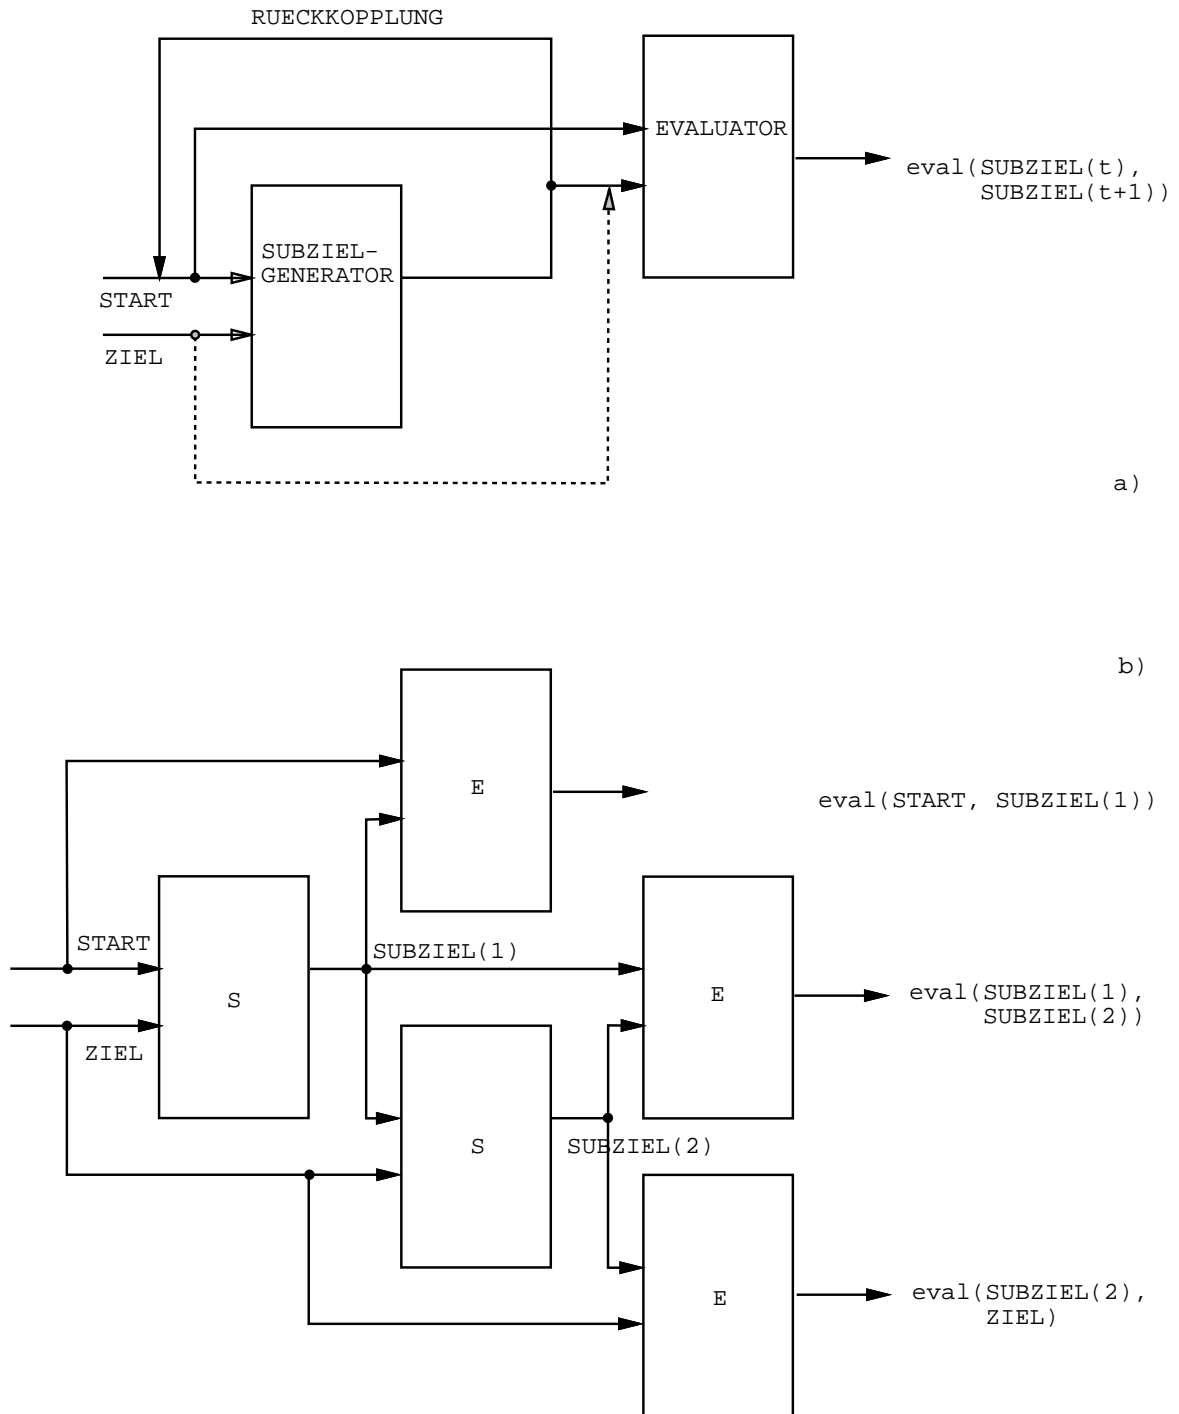 RUECKKOPPLUNG
EVALUATOR
eval(SUBZIEL(t),
SUBZIEL(t+1))
SUBZIEL-
GENERATOR
START
ZIEL
a)
b)
E
eval(START, SUBZIEL(1))
START
SUBZIEL(1)
S
E
eval(SUBZIEL(1),
SUBZIEL(2))
ZIEL
S
SUBZIEL(2)
E
eval(SUBZIEL(2),
ZIEL)